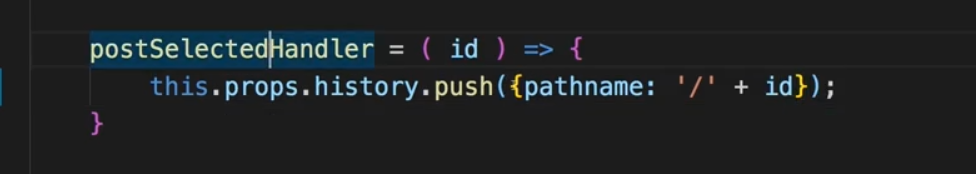 postSelectedHandler = ( id ) => {
this.props.history.push({pathname: '/' + id});
}